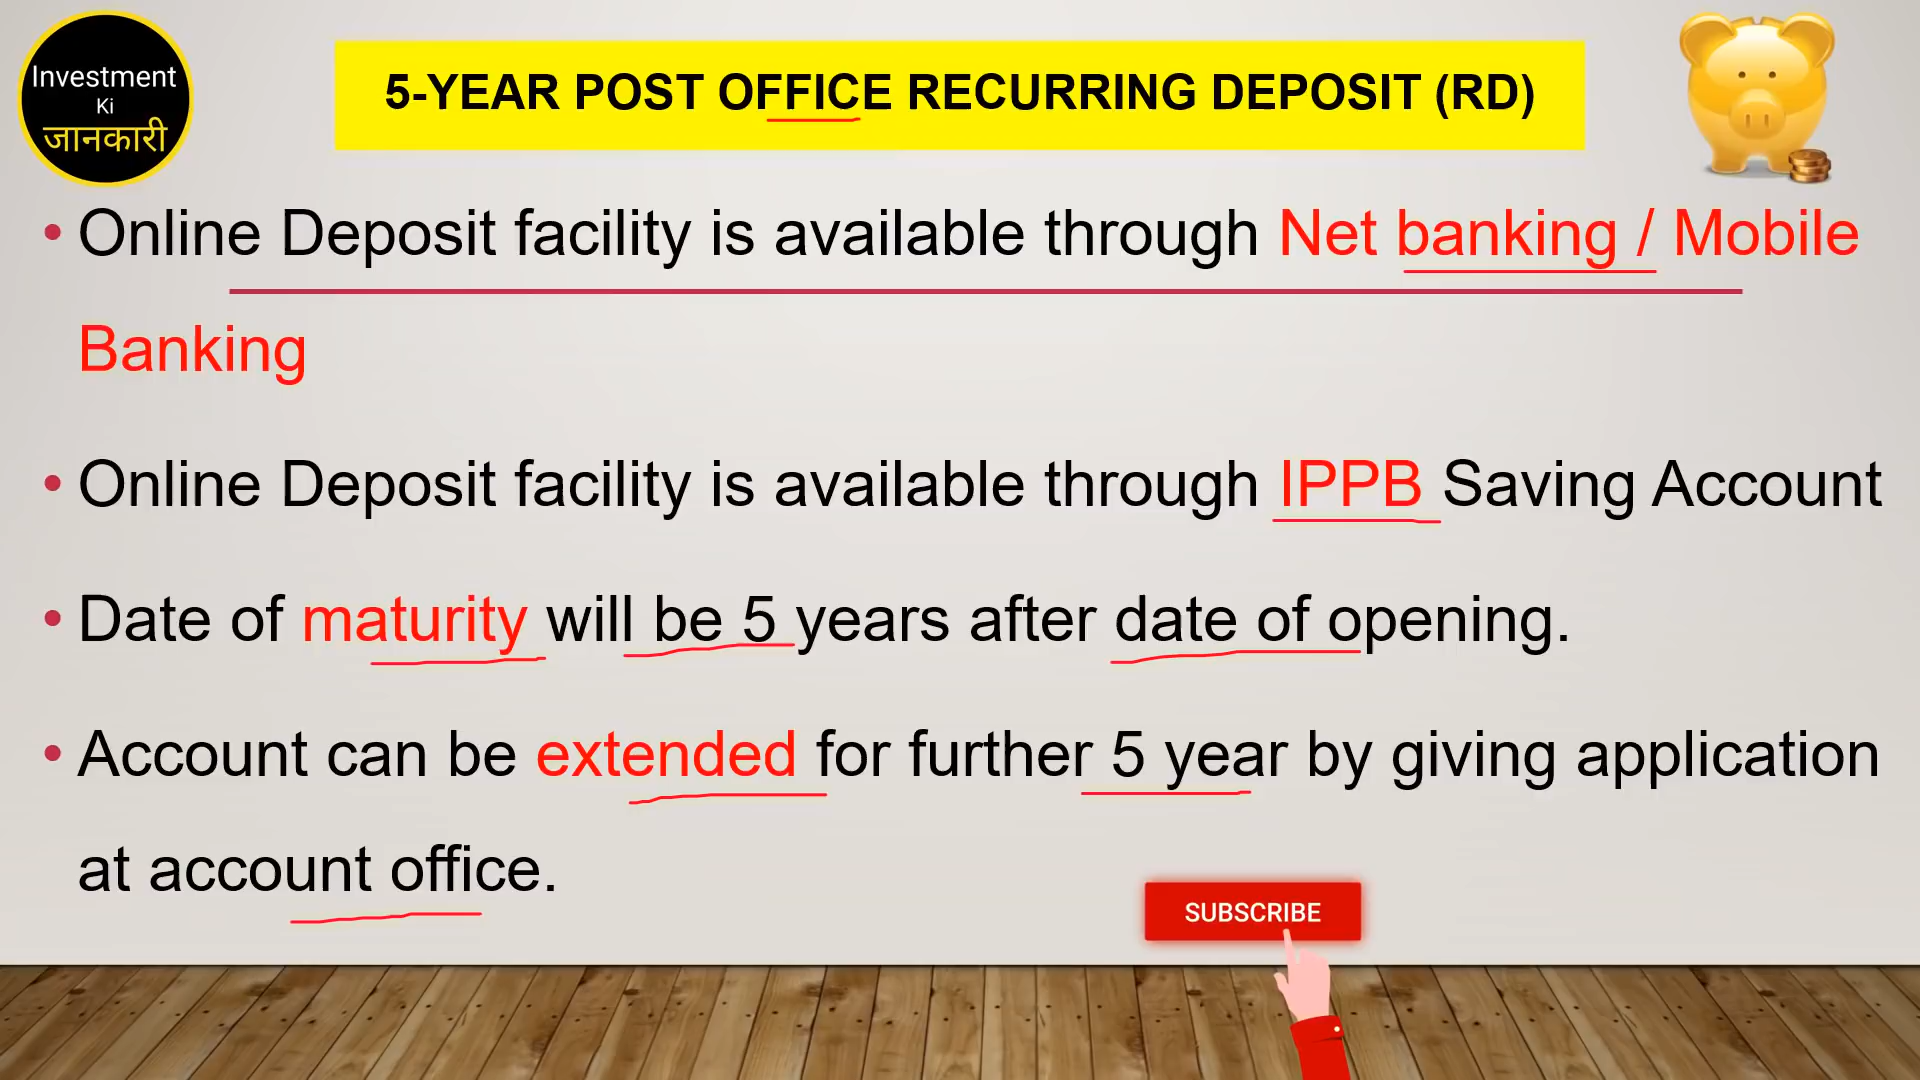 Investment
Ki
जानकारी
5-YEAR POST OFFICE RECURRING DEPOSIT (RD)
• Online Deposit facility is available through Net banking / Mobile
Banking
• Online Deposit facility is available through IPPB Saving Account
• Date of maturity will be 5 years after date of opening.
• Account can be extended for further 5 year by giving application
at account office.
SUBSCRIBE